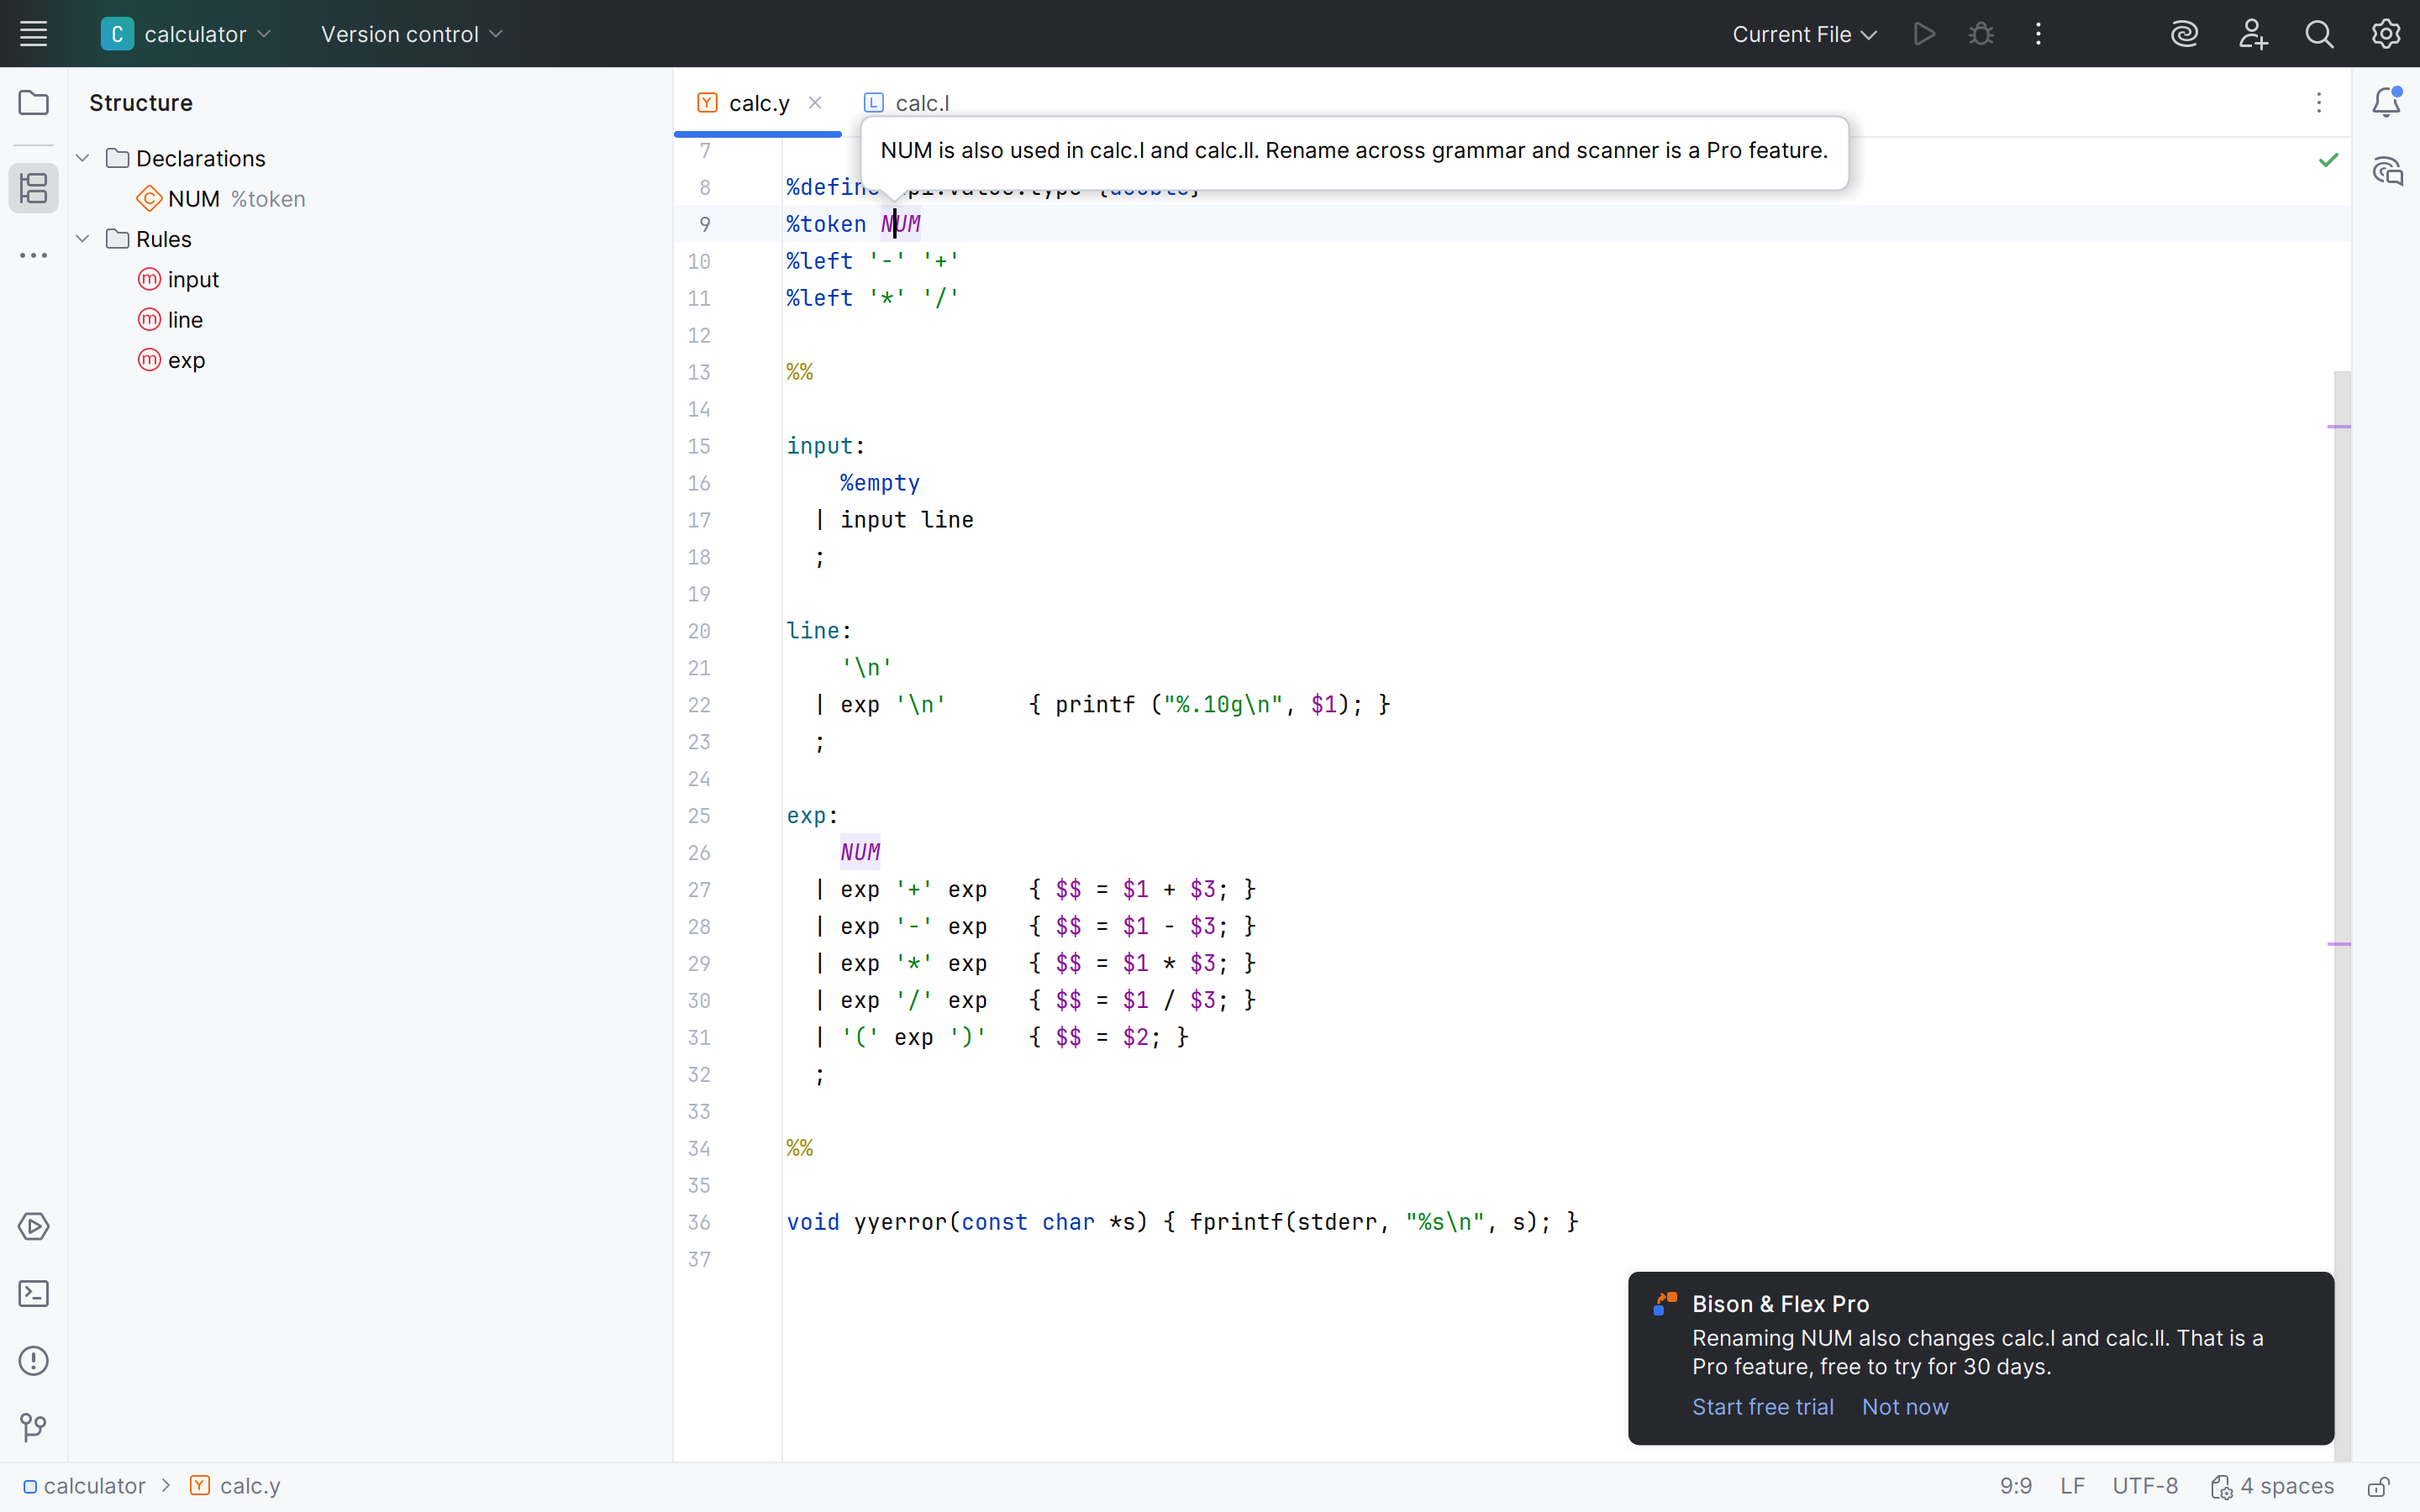 C calculator Version control Current File
Structure
Declarations
NUM %token
Rules
input
line
exp
calc.y calc.l
NUM is also used in calc.l and calc.ll. Rename across grammar and scanner is a Pro feature.
7
8 %define
9 %token NUM
10 %left '-' '+'
11 %left '*' '/'
12
13 %%
14
15 input:
16 %empty
17 | input line
18 ;
19
20 line:
21 '\n'
22 | exp '\n' { printf ("%.10g\n", $1); }
23 ;
24
25 exp:
26 NUM
27 | exp '+' exp { $$ = $1 + $3; }
28 | exp '-' exp { $$ = $1 - $3; }
29 | exp '*' exp { $$ = $1 * $3; }
30 | exp '/' exp { $$ = $1 / $3; }
31 | '(' exp ')' { $$ = $2; }
32 ;
33
34 %%
35
36 void yyerror(const char *s) { fprintf(stderr, "%s\n", s); }
37
Bison & Flex Pro
Renaming NUM also changes calc.l and calc.ll. That is a
Pro feature, free to try for 30 days.
Start free trial Not now
calculator Y calc.y 9:9 LF UTF-8 4 spaces